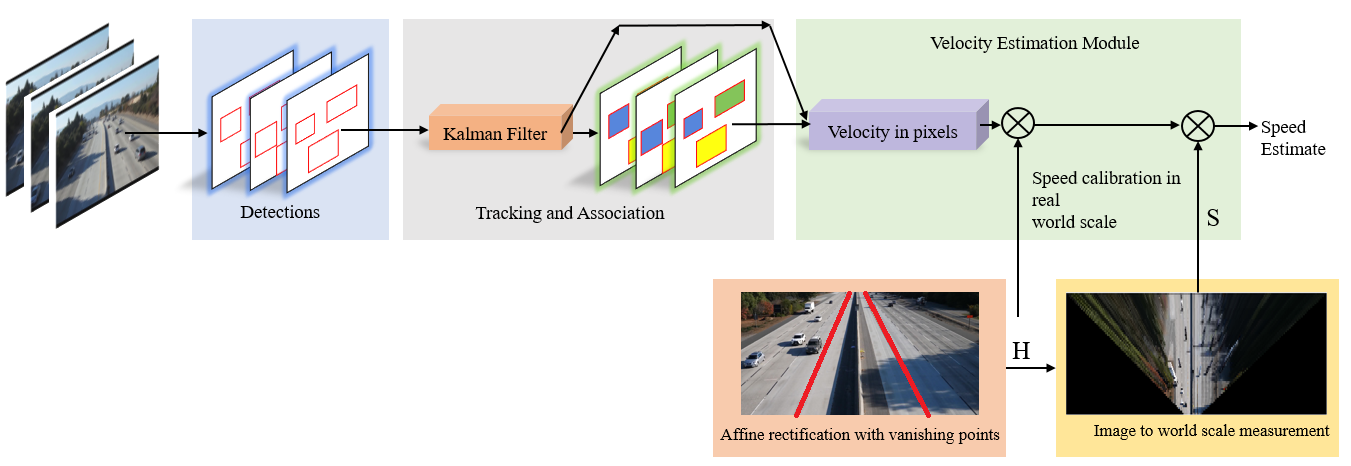 Velocity Estimation Module
Kalman Filter
Velocity in pixels
Speed
Estimate
Detections
Tracking and Association
Speed calibration in
real
world scale
S
H
Affine rectification with vanishing points
Image to world scale measurement